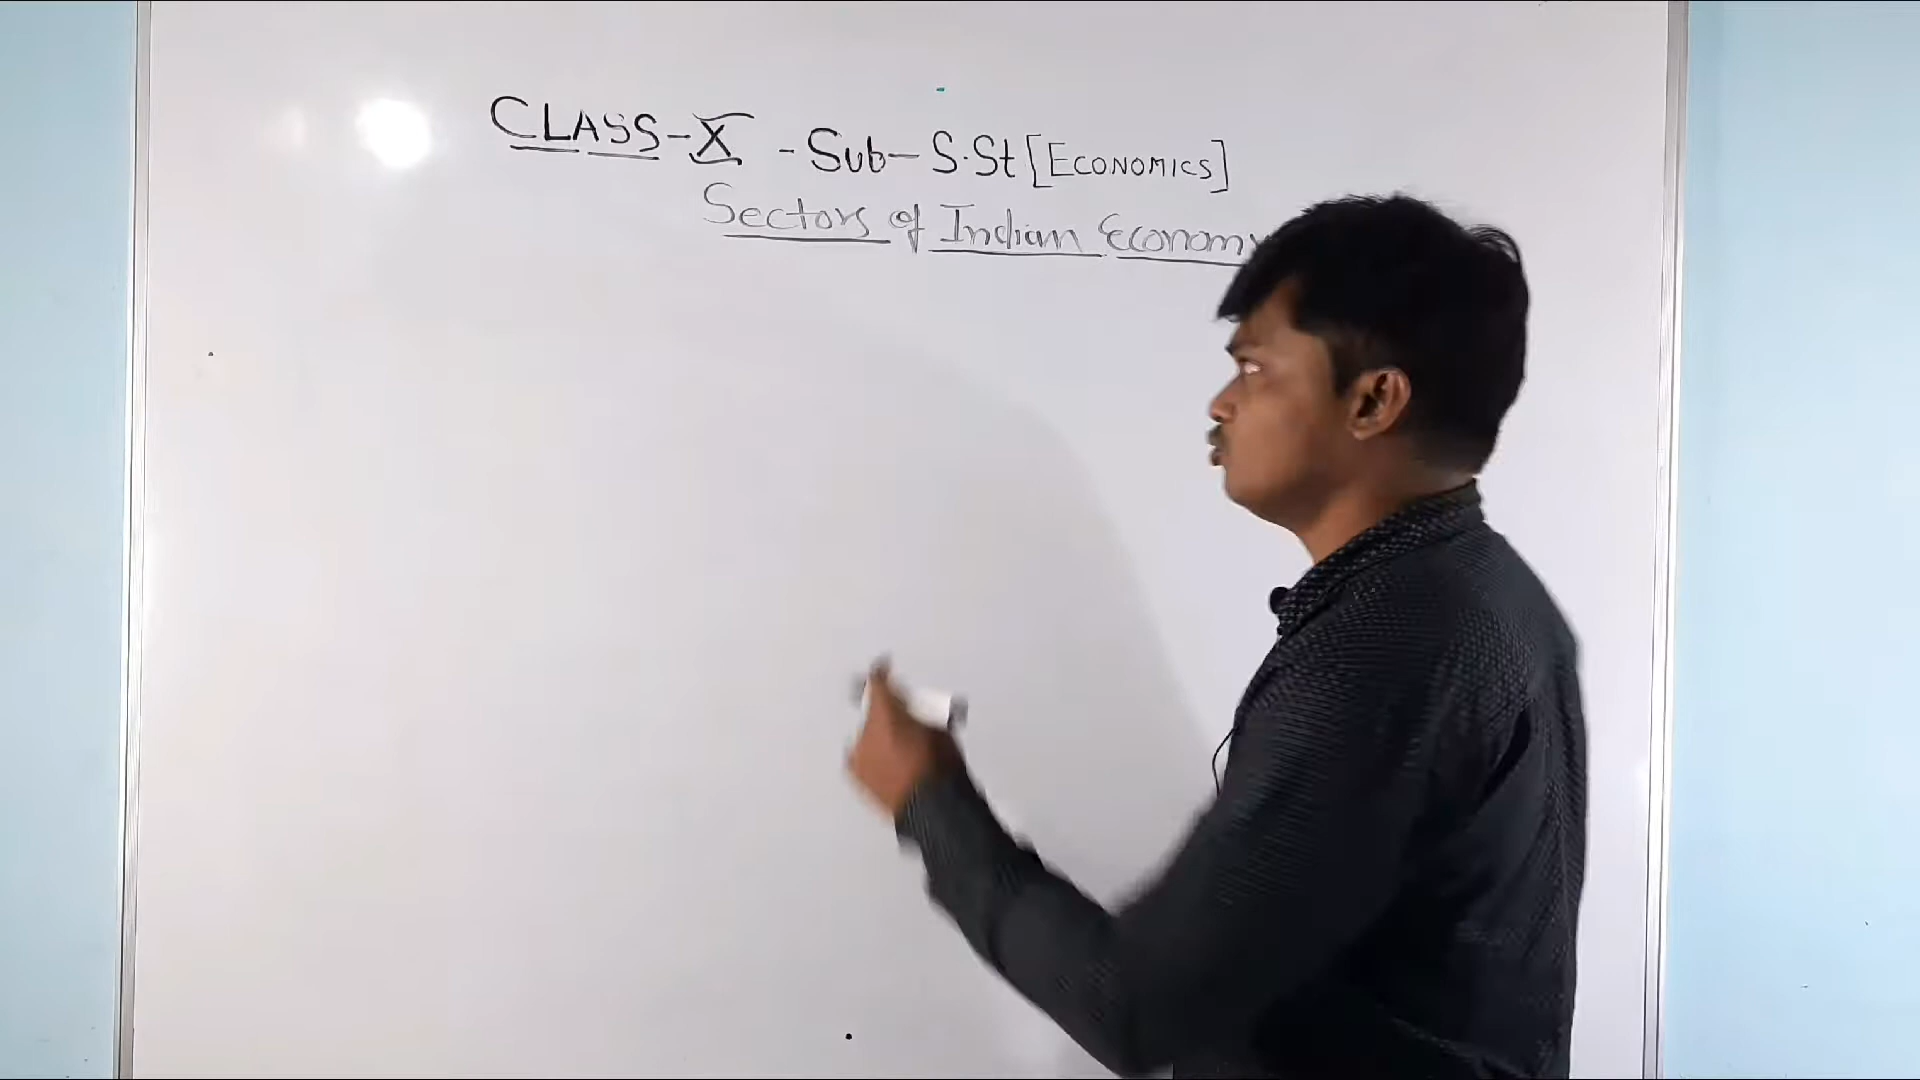 CLASS-X - Sub- S.St [ECONOMICS]
Sectors of Indian Economy